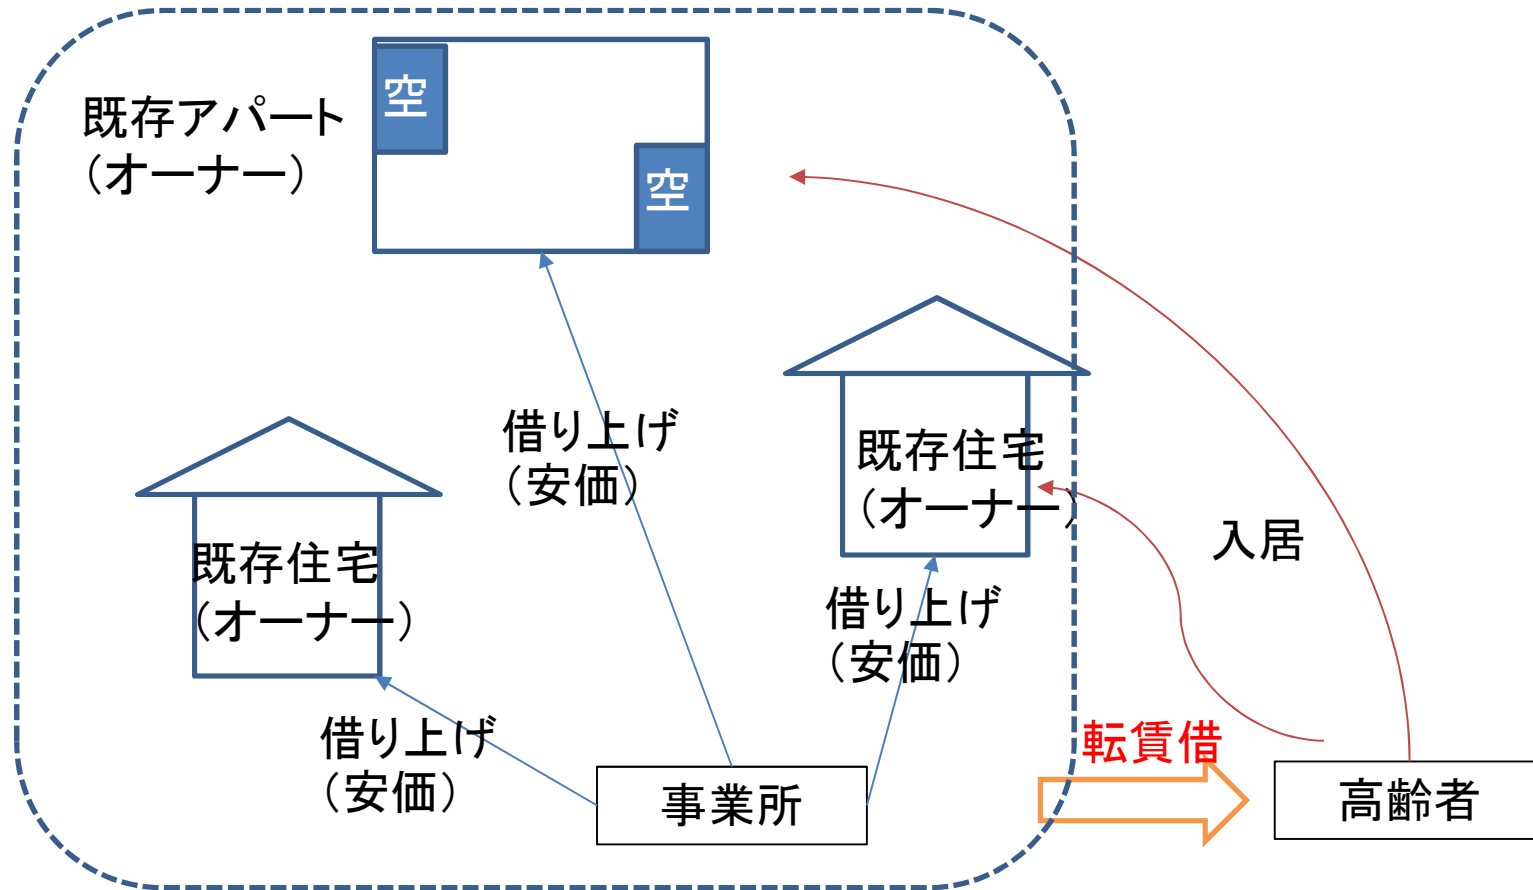 空
既存アパート
（オーナー）
空
借り上げ
（安価）
既存住宅
（オーナー）
入居
既存住宅
（オーナー）
借り上げ
（安価）
借り上げ
（安価）
転賃借
事業所
高齢者